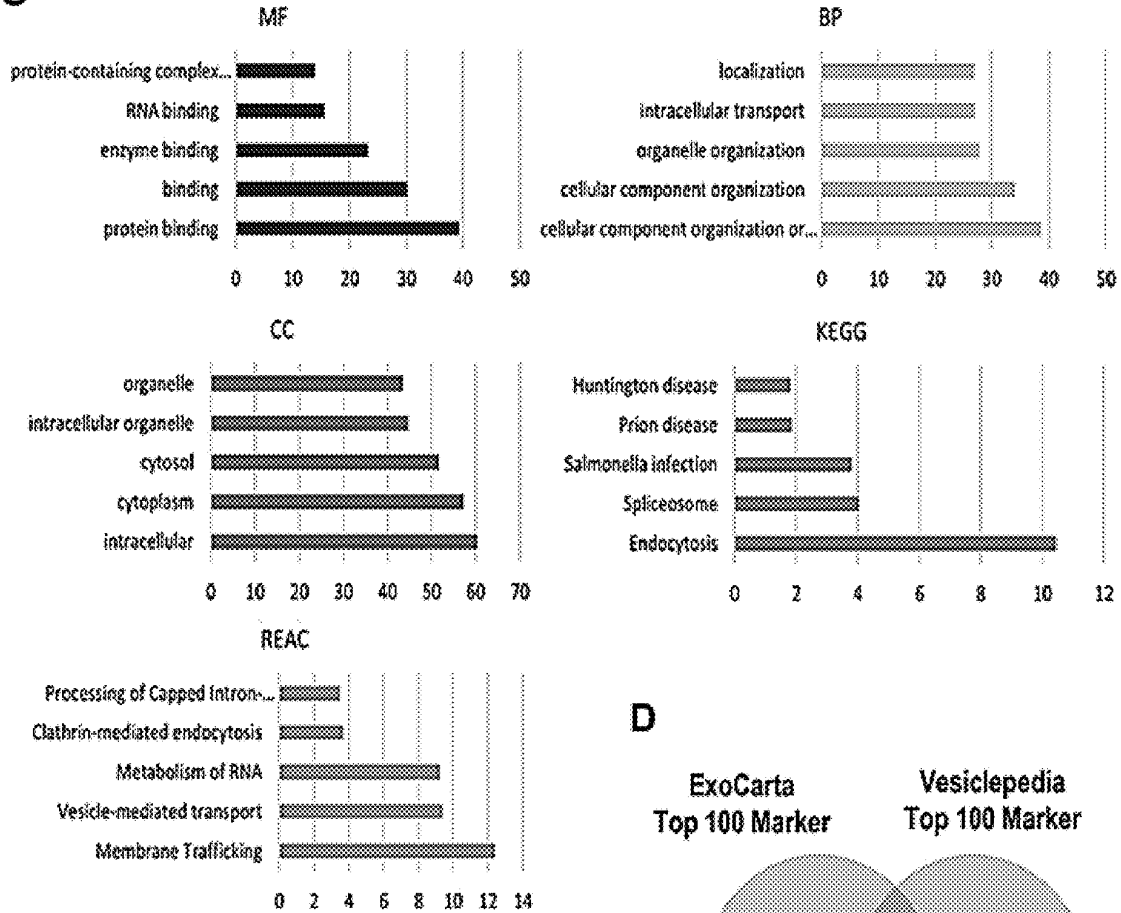 MF
protein-containing complex...
RNA binding
enzyme binding
binding
protein binding
0 10 20 30 40 50
BP
localization
intracellular transport
organelle organization
cellular component organization
cellular component organization or...
0 10 20 30 40 50
CC
organelle
intracellular organelle
cytosol
cytoplasm
intracellular
0 10 20 30 40 50 60 70
KEGG
Huntington disease
Prion disease
Salmonella infection
Spliceosome
Endocytosis
0 2 4 6 8 10 12
REAC
Processing of Capped Intron-...
Clathrin-mediated endocytosis
Metabolism of RNA
Vesicle-mediated transport
Membrane Trafficking
0 2 4 6 8 10 12 14
D
ExoCarta
Top 100 Marker
Vesiclepedia
Top 100 Marker